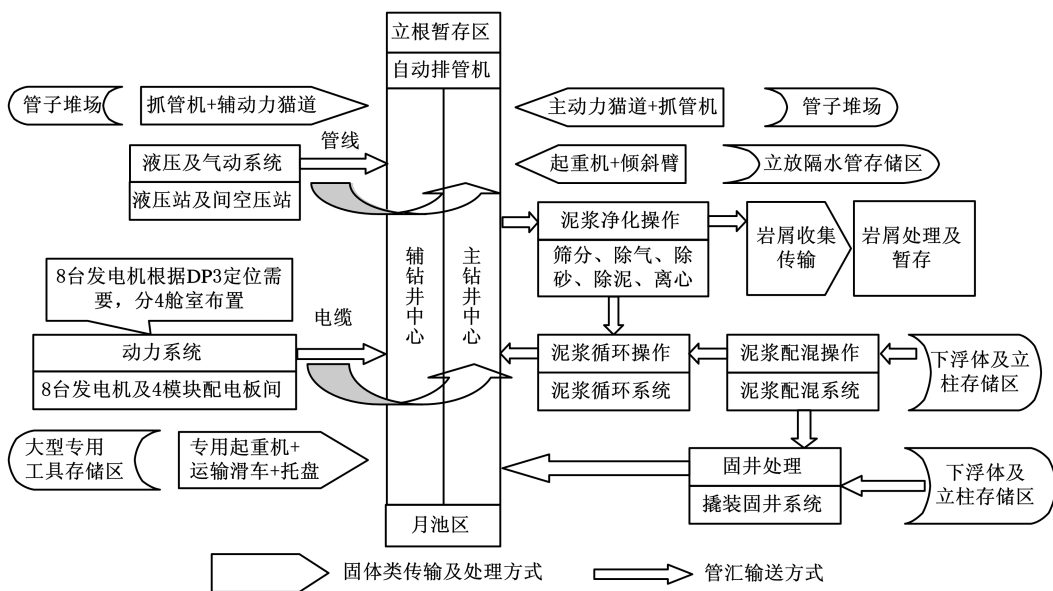 立根暂存区
自动排管机
管子堆场
抓管机+辅动力猫道
主动力猫道+抓管机
管子堆场
管线
液压及气动系统
液压站及间空压站
起重机+倾斜臂
立放隔水管存储区
泥浆净化操作
筛分、除气、除
砂、除泥、离心
岩屑收集
传输
岩屑处理及
暂存
辅钻井中心
主钻井中心
8台发电机根据DP3定位需
要，分4舱室布置
电缆
动力系统
8台发电机及4模块配电板间
泥浆循环操作
泥浆循环系统
泥浆配混操作
泥浆配混系统
下浮体及立
柱存储区
大型专用
工具存储区
专用起重机+
运输滑车+托盘
固井处理
撬装固井系统
下浮体及
立柱存储区
月池区
固体类传输及处理方式
管汇输送方式